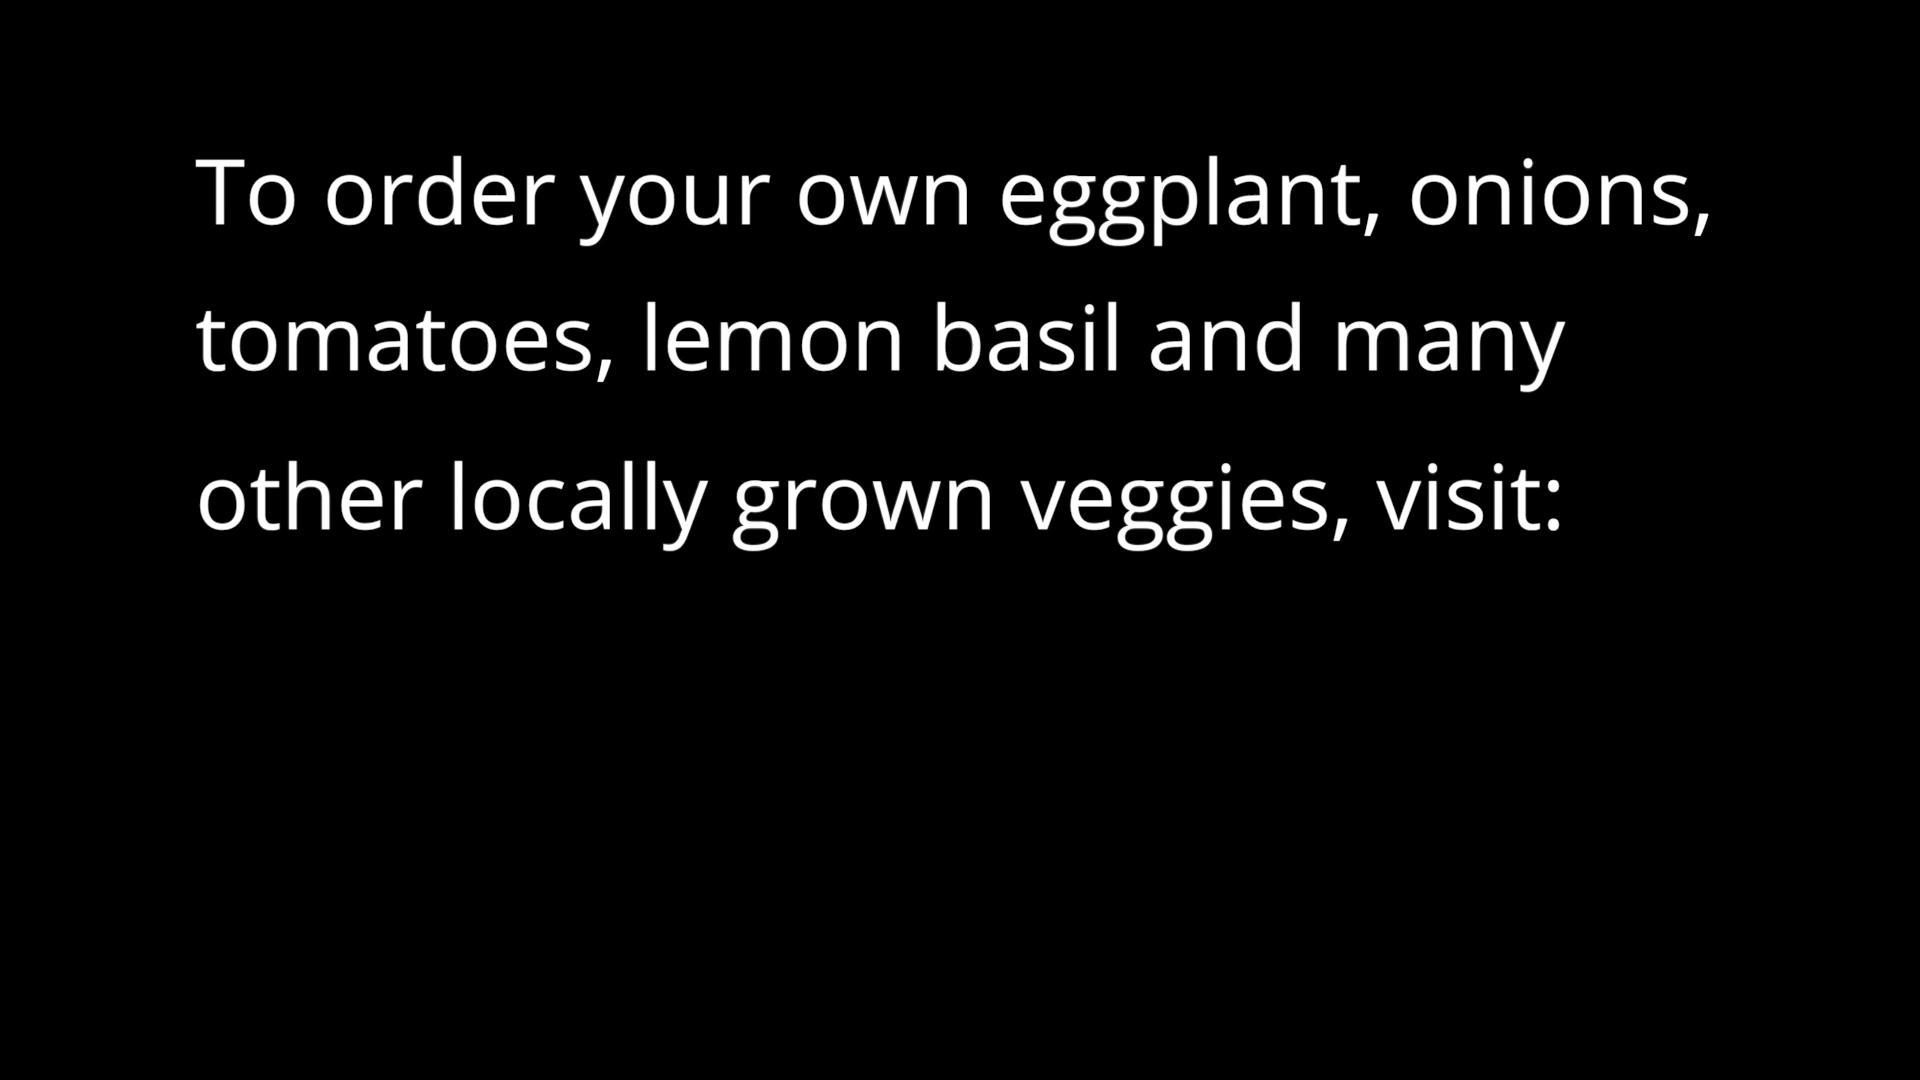 To order your own eggplant, onions,
tomatoes, lemon basil and many
other locally grown veggies, visit: